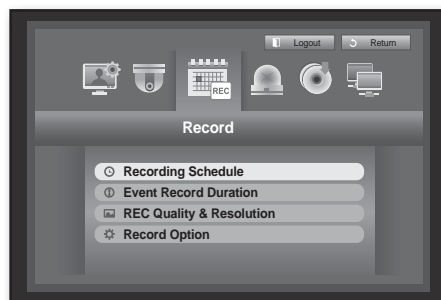 Logout
Return
REC
Record
Recording Schedule
Event Record Duration
REC Quality & Resolution
Record Option